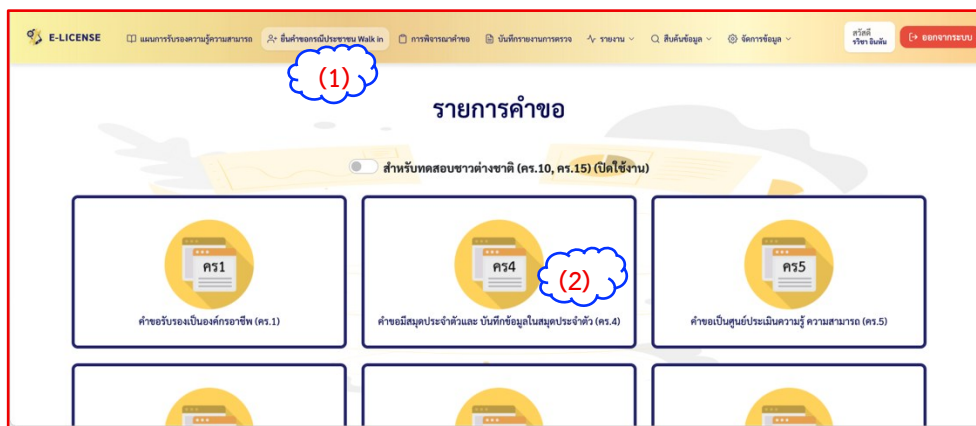 E-LICENSE แผนการรับรองความรู้ความสามารถ ยื่นคำขอกรณีประชาชน Walk in การพิจารณาคำขอ บันทึกรายงานการตรวจ รายงาน สืบค้นข้อมูล จัดการข้อมูล สวัสดี ออกจากระบบ
(1)
รายการคำขอ
สำหรับทดสอบชาวต่างชาติ (คร.10, คร.15) (ปิดใช้งาน)
คร1 คร4 คร5
(2)
คำขอรับรองเป็นองค์กรอาชีพ (คร.1) คำขอมีสมุดประจำตัวและ บันทึกข้อมูลในสมุดประจำตัว (คร.4) คำขอเป็นศูนย์ประเมินความรู้ ความสามารถ (คร.5)